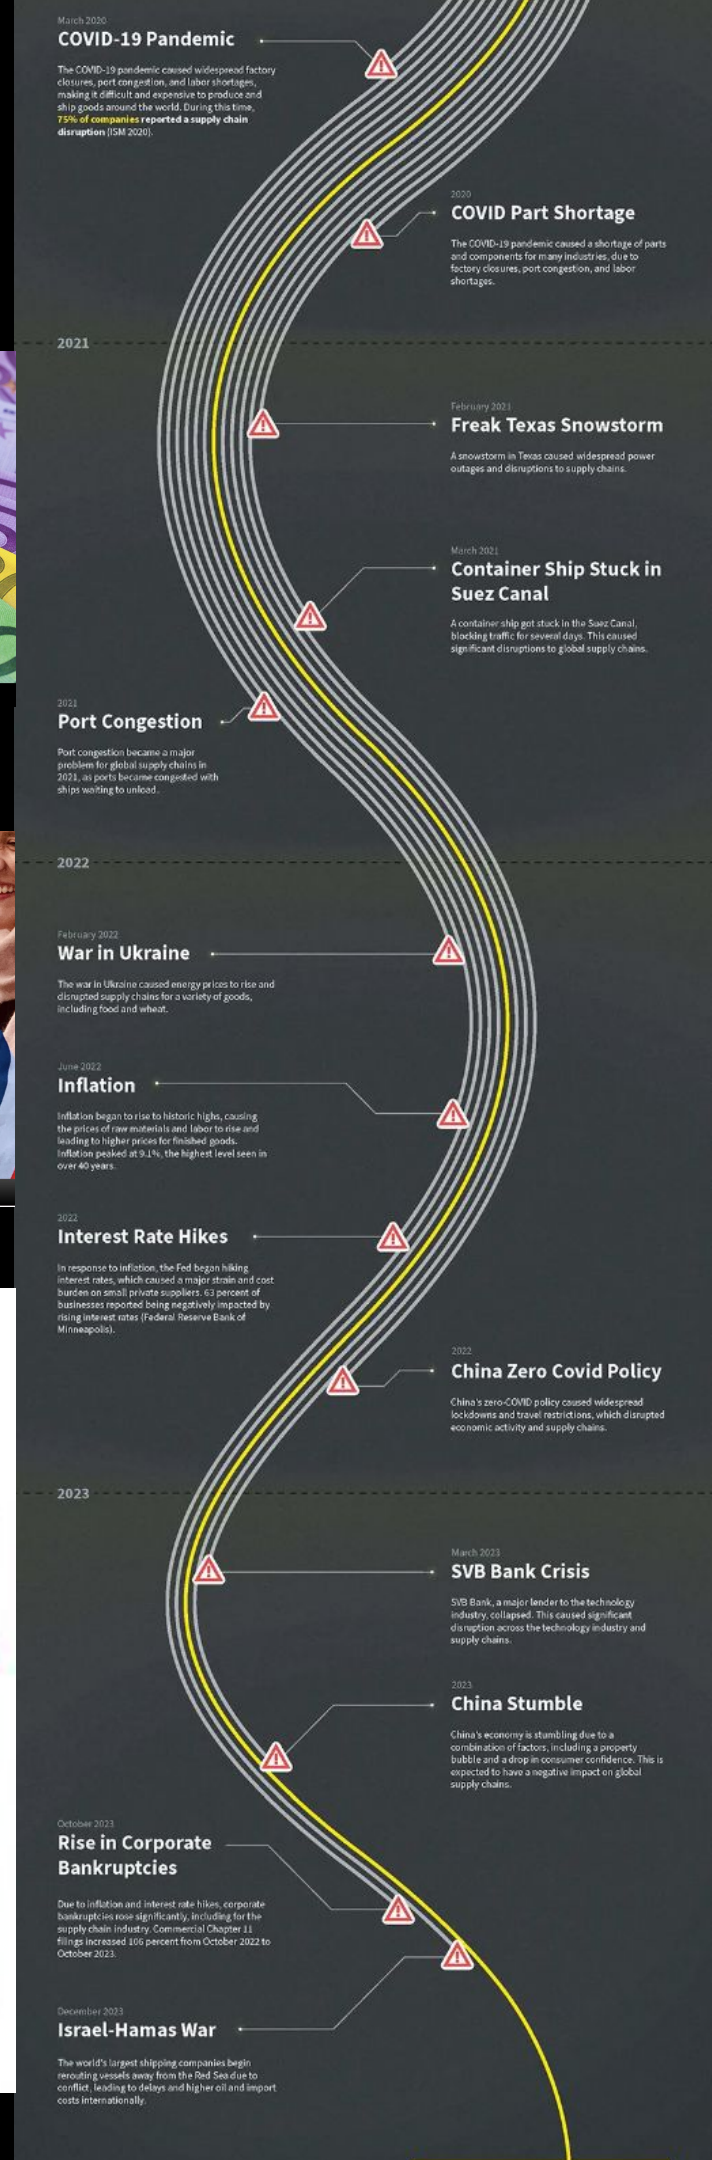 March 2020
COVID-19 Pandemic
The COVID-19 pandemic caused widespread factory
closures, port congestion, and labor shortages,
making it difficult and expensive to produce and
ship goods around the world. During this time,
75% of companies reported a supply chain
disruption (ISM 2020).
2020
COVID Part Shortage
The COVID-19 pandemic caused a shortage of parts
and components for many industries, due to
factory closures, port congestion, and labor
shortages.
2021
February 2021
Freak Texas Snowstorm
A snowstorm in Texas caused widespread power
outages and disruptions to supply chains.
March 2021
Container Ship Stuck in
Suez Canal
A container ship got stuck in the Suez Canal,
blocking traffic for several days. This caused
significant disruptions to global supply chains.
2021
Port Congestion
Port congestion became a major
problem for global supply chains in
2021, as ports became congested with
ships waiting to unload.
2022
February 2022
War in Ukraine
The war in Ukraine caused energy prices to rise and
disrupted supply chains for a variety of goods,
including food and wheat.
June 2022
Inflation
Inflation began to rise to historic highs, causing
the prices of raw materials and labor to rise and
leading to higher prices for finished goods.
Inflation peaked at 9.1%, the highest level seen in
over 40 years.
2022
Interest Rate Hikes
In response to inflation, the Fed began hiking
interest rates, which caused a major strain and cost
burden on small private suppliers. 63 percent of
businesses reported being negatively impacted by
rising interest rates (Federal Reserve Bank of
Minneapolis).
2022
China Zero Covid Policy
China's zero-COVID policy caused widespread
lockdowns and travel restrictions, which disrupted
economic activity and supply chains.
2023
March 2023
SVB Bank Crisis
SVB Bank, a major lender to the technology
industry, collapsed. This caused significant
disruption across the technology industry and
supply chains.
2023
China Stumble
China's economy is stumbling due to a
combination of factors, including a property
bubble and a drop in consumer confidence. This is
expected to have a negative impact on global
supply chains.
October 2023
Rise in Corporate
Bankruptcies
Due to inflation and interest rate hikes, corporate
bankruptcies rose significantly, including for the
supply chain industry. Commercial Chapter 11
filings increased 106 percent from October 2022 to
October 2023.
December 2023
Israel-Hamas War
The world's largest shipping companies begin
rerouting vessels away from the Red Sea due to
conflict, leading to delays and higher oil and import
costs internationally.